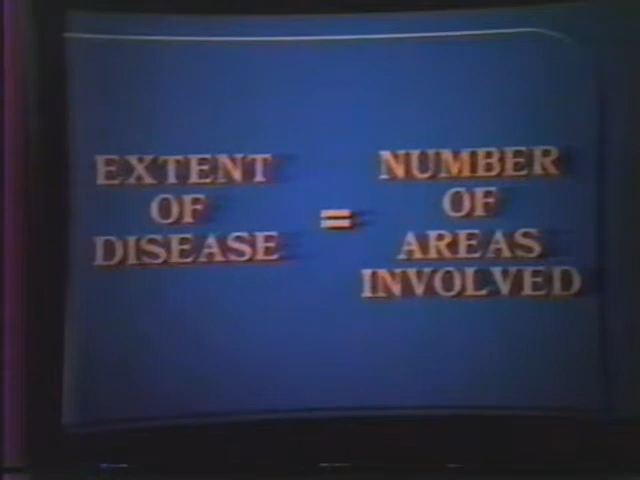 EXTENT
OF
DISEASE
=
NUMBER
OF
AREAS
INVOLVED